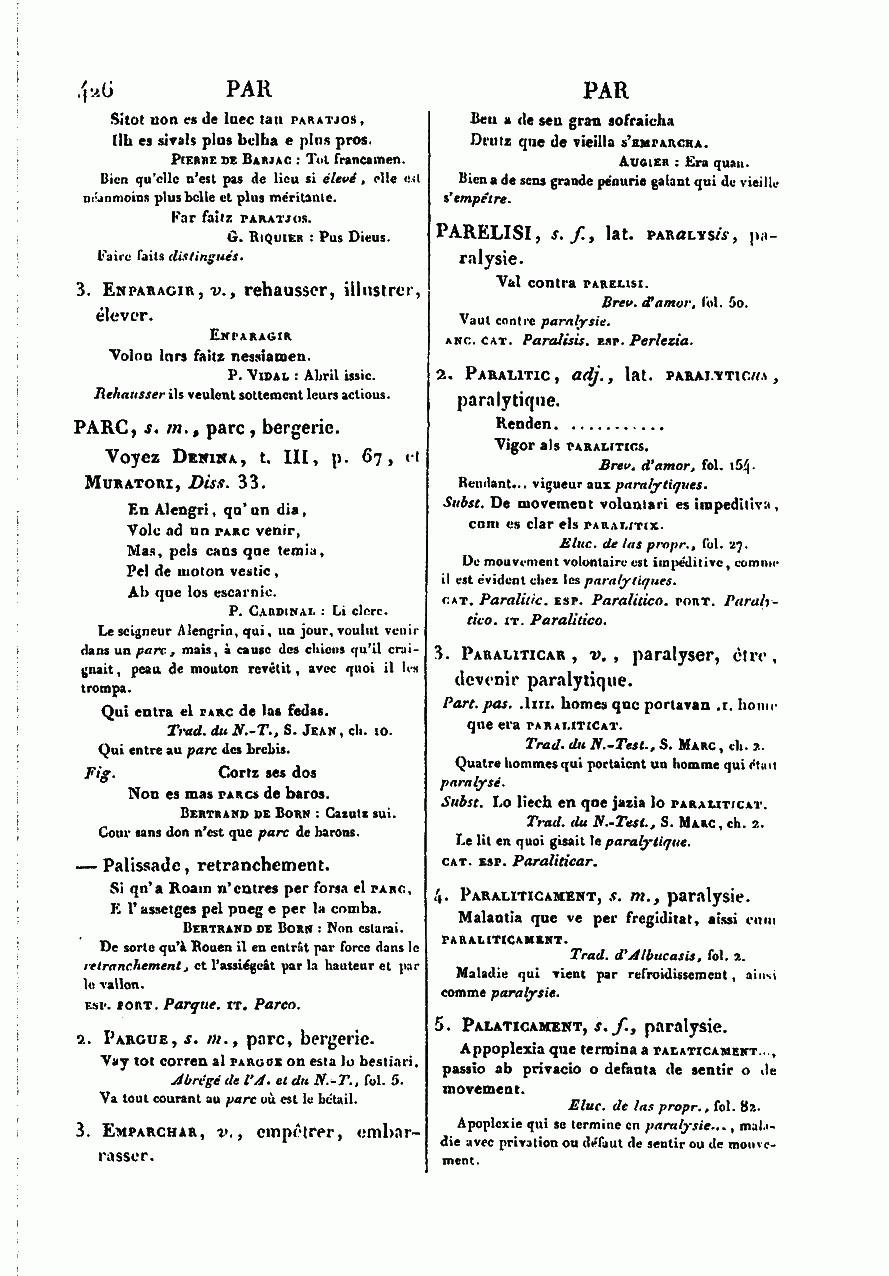 426 PAR PAR
Sitot non es de luec tan PARATJOS,
Ilh es sivals plus belha e plus pros.
PIERRE DE BARJAC : Tot francamen.
Bien qu'elle n'est pas de lieu si élevé, elle est
néanmoins plus belle et plus méritante.
Far faitz PARATJOS.
G. RIQUIER : Pus Dieus.
Faire faits distingués.
3. ENPARAGIR, v., rehausser, illustrer,
élever.
ENPARAGIR
Volon lurs faitz nessiamen.
P. VIDAL : Abril issic.
Rehausser ils veulent sottement leurs actions.
PARC, s. m., parc, bergerie.
Voyez DENINA, t. III, p. 67, et
MURATORI, Diss. 33.
En Alengri, qu'un dia,
Volc ad un PARC venir,
Mas, pels cans que temia,
Pel de moton vestic,
Ab que los escarnic.
P. CARDINAL : Li clerc.
Le seigneur Alengrin, qui, un jour, voulut venir
dans un parc, mais, à cause des chiens qu'il crai-
gnait, peau de mouton revêtit, avec quoi il les
trompa.
Qui entra el PARC de las fedas.
Trad. du N.-T., S. JEAN, ch. 10.
Qui entre au parc des brebis.
Fig. Cortz ses dos
Non es mas PARCS de baros.
BERTRAND DE BORN : Cazutz sui.
Cour sans don n'est que parc de barons.
— Palissade, retranchement.
Si qu'a Roam n'entres per forsa el PARC,
E l'assetges pel pueg e per la comba.
BERTRAND DE BORN : Non estarai.
De sorte qu'à Rouen il en entrât par force dans le
retranchement, et l'assiégeât par la hauteur et par
le vallon.
ESP. PORT. Parque. IT. Parco.
2. PARGUE, s. m., parc, bergerie.
Vay tot corren al PARGUE on esta lo bestiari.
Abrégé de l'A. et du N.-T., fol. 5.
Va tout courant au parc où est le bétail.
3. EMPARCHAR, v., empêtrer, embar-
rasser.
Ben a de sen gran sofraicha
Drutz que de vieilla s'EMPARCHA.
AUGIER : Era quan.
Bien a de sens grande pénurie galant qui de vieille
s'empêtre.
PARELISI, s. f., lat. PARALYSIS, pa-
ralysie.
Val contra PARELISI.
Brev. d'amor, fol. 50.
Vaut contre paralysie.
ANC. CAT. Paralisis. ESP. Perlezia.
2. PARALITIC, adj., lat. PARALYTICUS,
paralytique.
Renden. ...........
Vigor als PARALITICS.
Brev. d'amor, fol. 154.
Rendant... vigueur aux paralytiques.
Subst. De movement voluntari es impeditiva,
cum es clar els PARALITIX.
Eluc. de las propr., fol. 27.
De mouvement volontaire est impéditive, comme
il est évident chez les paralytiques.
CAT. Paralitic. ESP. Paralitico. PORT. Paraly-
tico. IT. Paralitico.
3. PARALITICAR, v., paralyser, être,
devenir paralytique.
Part. pas. .IIII. homes que portavan .I. home
que era PARALITICAT.
Trad. du N.-Test., S. MARC, ch. 2.
Quatre hommes qui portaient un homme qui était
paralysé.
Subst. Lo liech en que jazia lo PARALITICAT.
Trad. du N.-Test., S. MARC, ch. 2.
Le lit en quoi gisait le paralytique.
CAT. ESP. Paraliticar.
4. PARALITICAMENT, s. m., paralysie.
Malautia que ve per fregiditat, aissi cum
PARALITICAMENT.
Trad. d'Albucasis, fol. 2.
Maladie qui vient par refroidissement, ainsi
comme paralysie.
5. PALATICAMENT, s. f., paralysie.
Appoplexia que termina a PALATICAMENT...,
passio ab privacio o defauta de sentir o de
movement.
Eluc. de las propr., fol. 82.
Apoplexie qui se termine en paralysie..., mala-
die avec privation ou défaut de sentir ou de mouve-
ment.